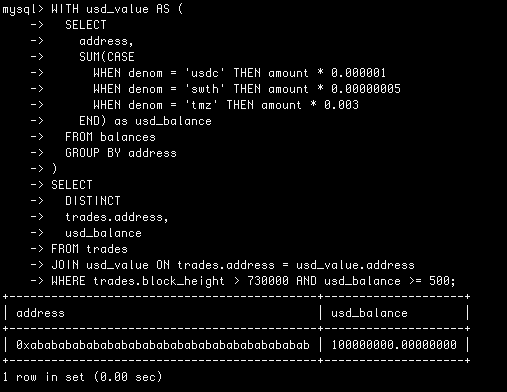 mysql> WITH usd_value AS (
    ->   SELECT
    ->     address,
    ->     SUM(CASE
    ->       WHEN denom = 'usdc' THEN amount * 0.000001
    ->       WHEN denom = 'swth' THEN amount * 0.00000005
    ->       WHEN denom = 'tmz' THEN amount * 0.003
    ->     END) as usd_balance
    ->   FROM balances
    ->   GROUP BY address
    -> )
    -> SELECT
    ->   DISTINCT
    ->   trades.address,
    ->   usd_balance
    -> FROM trades
    -> JOIN usd_value ON trades.address = usd_value.address
    -> WHERE trades.block_height > 730000 AND usd_balance >= 500;
+--------------------------------------------+--------------------+
| address                                    | usd_balance        |
+--------------------------------------------+--------------------+
| 0xabababababababababababababababababababab | 100000000.00000000 |
+--------------------------------------------+--------------------+
1 row in set (0.00 sec)